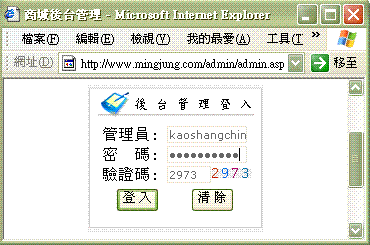 商城後台管理 - Microsoft Internet Explorer
檔案(F) 編輯(E) 檢視(V) 我的最愛(A) 工具(T) »
網址(D) http://www.mingjung.com/admin/admin.asp 移至
後台管理登入
管理員: kaoshangchin
密 碼: ●●●●●●●●●●
驗證碼: 2973 2973
登入 清除